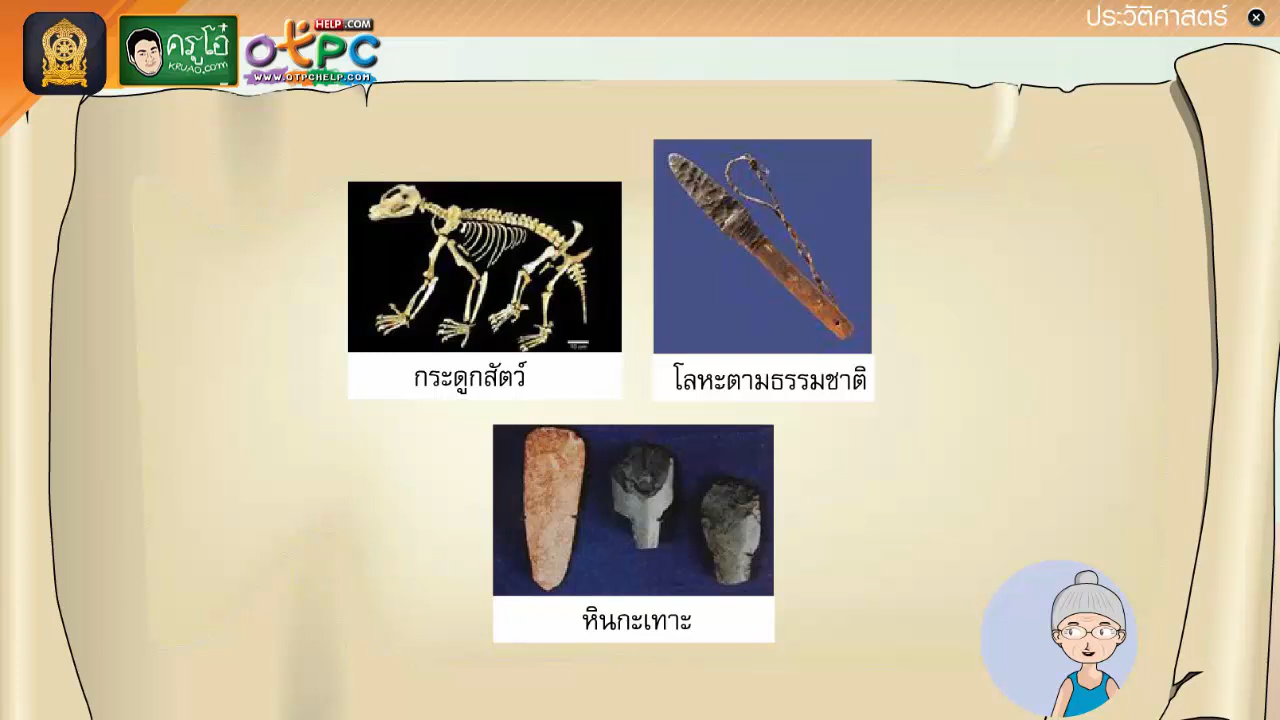 ประวัติศาสตร์
ครูโอ๋
KRUAO.com
HELP.COM
OTPC
WWW.OTPCHELP.COM
กระดูกสัตว์
โลหะตามธรรมชาติ
หินกะเทาะ